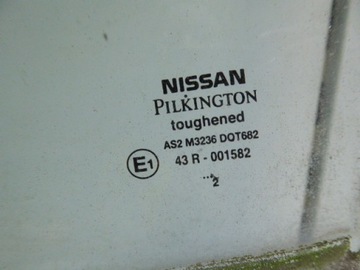 NISSAN
PILKINGTON
toughened
AS2 M3236 DOT682
E1 43 R - 001582
...
2